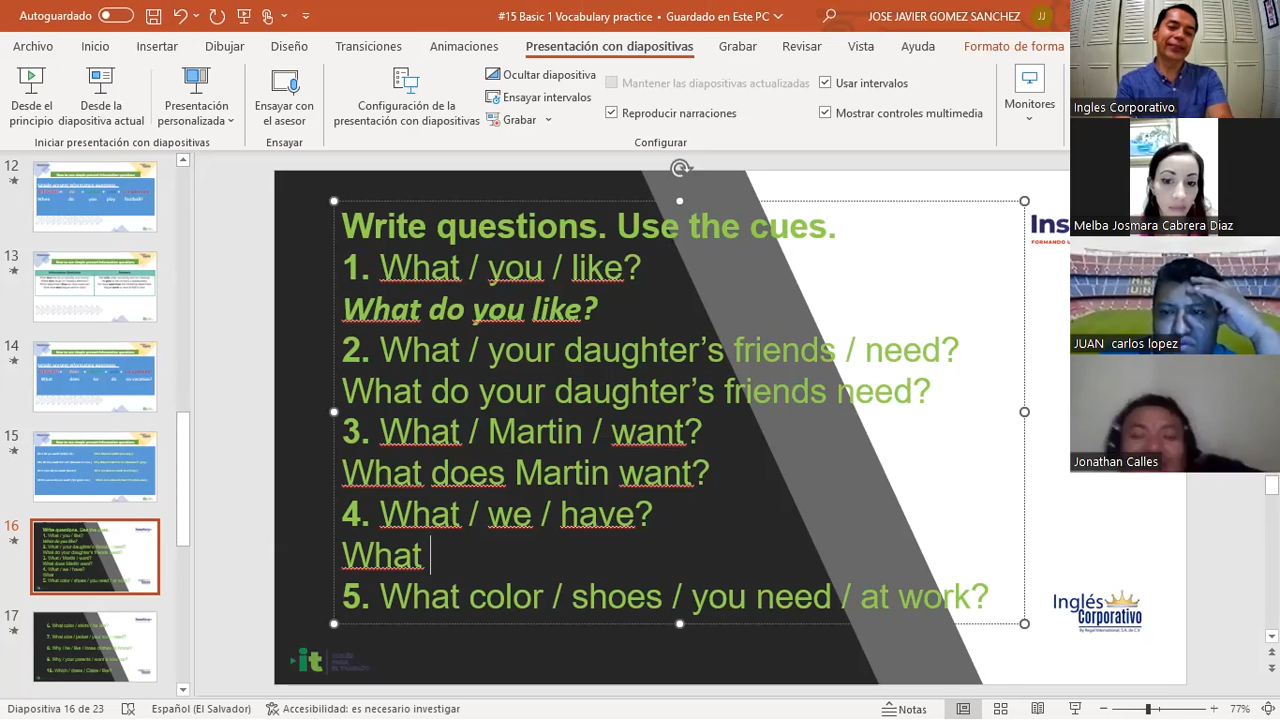 Autoguardado
#15 Basic 1 Vocabulary practice • Guardado en Este PC
JOSE JAVIER GOMEZ SANCHEZ
JJ
Archivo Inicio Insertar Dibujar Diseño Transiciones Animaciones Presentación con diapositivas Grabar Revisar Vista Ayuda Formato de forma
Desde el principio
Desde la diapositiva actual
Presentación personalizada
Ensayar con el asesor
Configuración de la presentación con diapositivas
Ocultar diapositiva
Ensayar intervalos
Grabar
Mantener las diapositivas actualizadas
Reproducir narraciones
Usar intervalos
Mostrar controles multimedia
Monitores
Iniciar presentación con diapositivas
Ensayar
Configurar
Ingles Corporativo
Melba Josmara Cabrera Diaz
JUAN carlos lopez
Jonathan Calles
12
14
15
16
17
Write questions. Use the cues.
1. What / you / like?
What do you like?
2. What / your daughter’s friends / need?
What do your daughter’s friends need?
3. What / Martin / want?
What does Martin want?
4. What / we / have?
What
5. What color / shoes / you need / at work?
Inglés
Corporativo
Diapositiva 16 de 23
Español (El Salvador)
Accesibilidad: es necesario investigar
Notas
77%